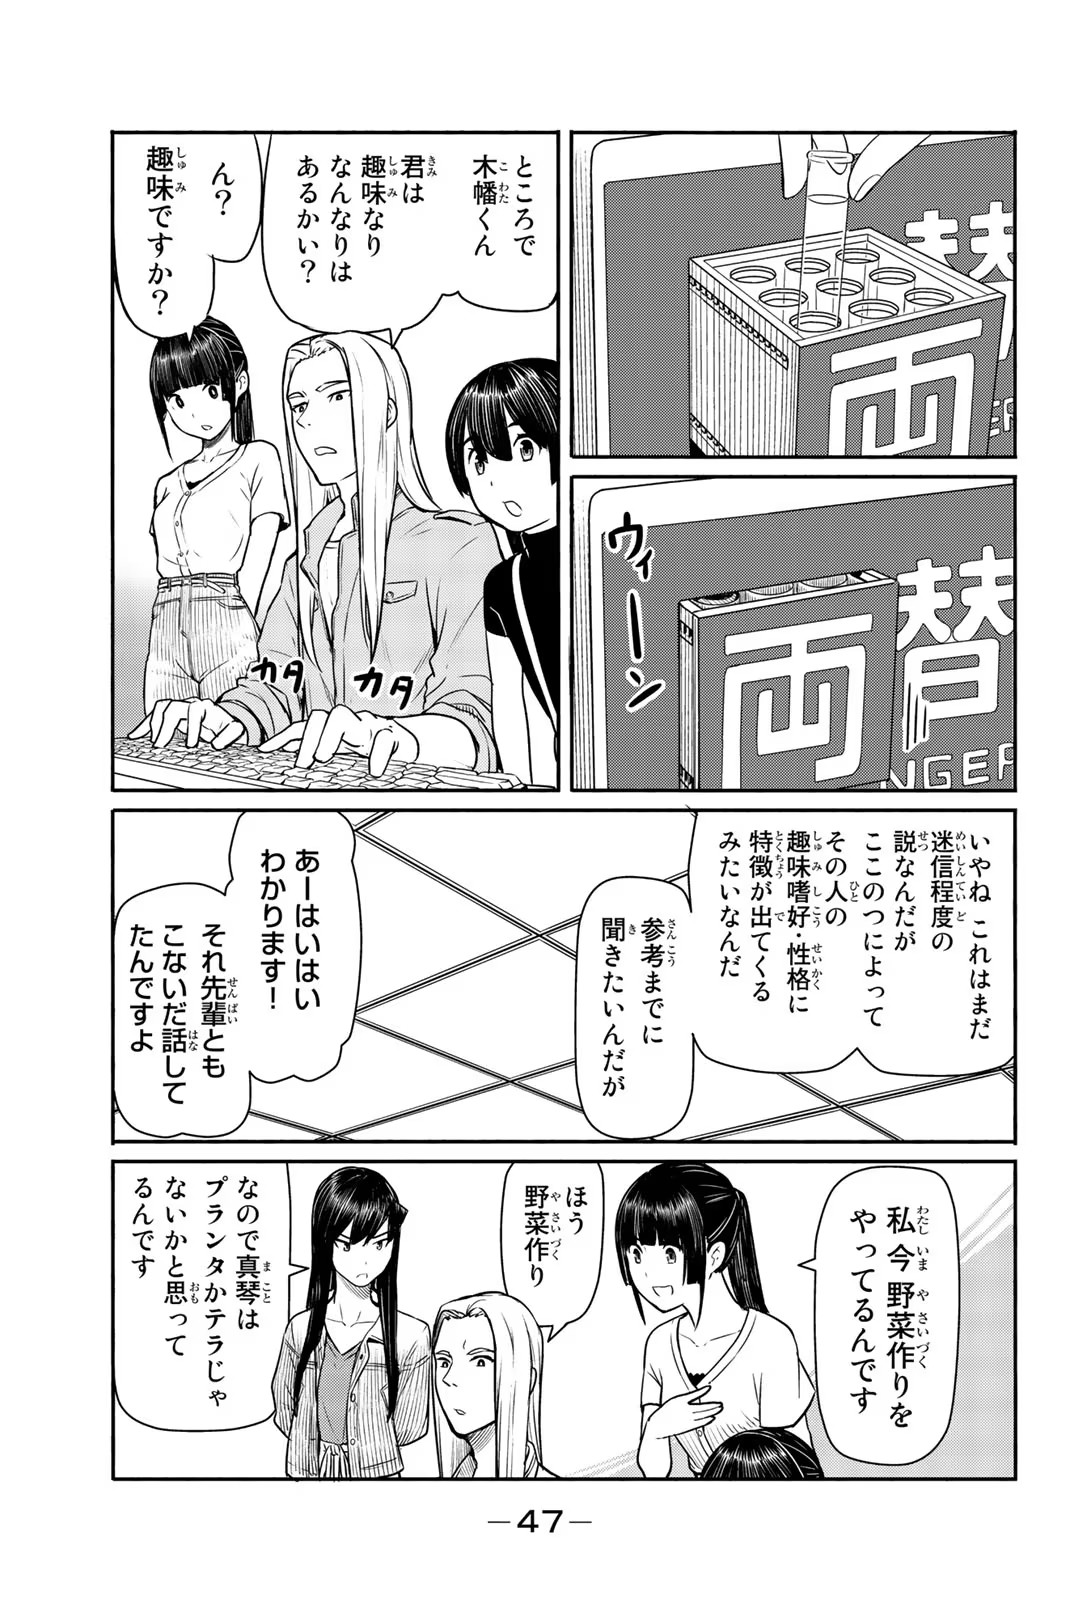 両
替
GER
ウィーン
両
替
NGER
ところで
木幡くん
君は
趣味なり
なんなりは
あるかい？
ん？
趣味ですか？
カタ
カタ
いやね これはまだ
迷信程度の
説なんだが
ここのつによって
その人の
趣味嗜好・性格に
特徴が出てくる
みたいなんだ
参考までに
聞きたいんだが
あーはいはい
わかります！
それ先輩とも
こないだ話して
たんですよ
私 今 野菜作りを
やってるんです
ほう
野菜作り
なので真琴は
プランタかテラじゃ
ないかと思って
るんです
—47—